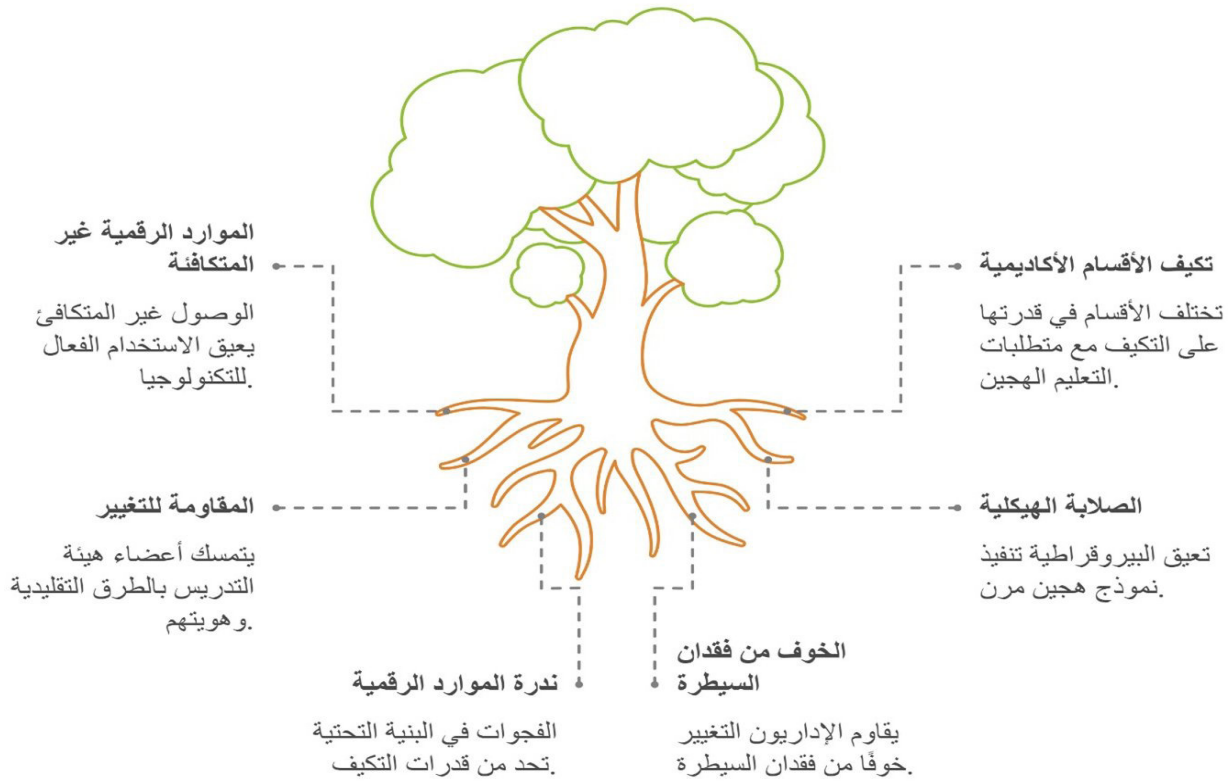 الموارد الرقمية غير
المتكافئة
الوصول غير المتكافئ
يعيق الاستخدام الفعال
.للتكنولوجيا
تكيف الأقسام الأكاديمية
تختلف الأقسام في قدرتها
على التكيف مع متطلبات
.التعليم الهجين
المقاومة للتغيير
يتمسك أعضاء هيئة
التدريس بالطرق التقليدية
.وهويتهم
الصلابة الهيكلية
تعيق البيروقراطية تنفيذ
.نموذج هجين مرن
ندرة الموارد الرقمية
الفجوات في البنية التحتية
.تحد من قدرات التكيف
الخوف من فقدان
السيطرة
يقاوم الإداريون التغيير
.خوفًا من فقدان السيطرة